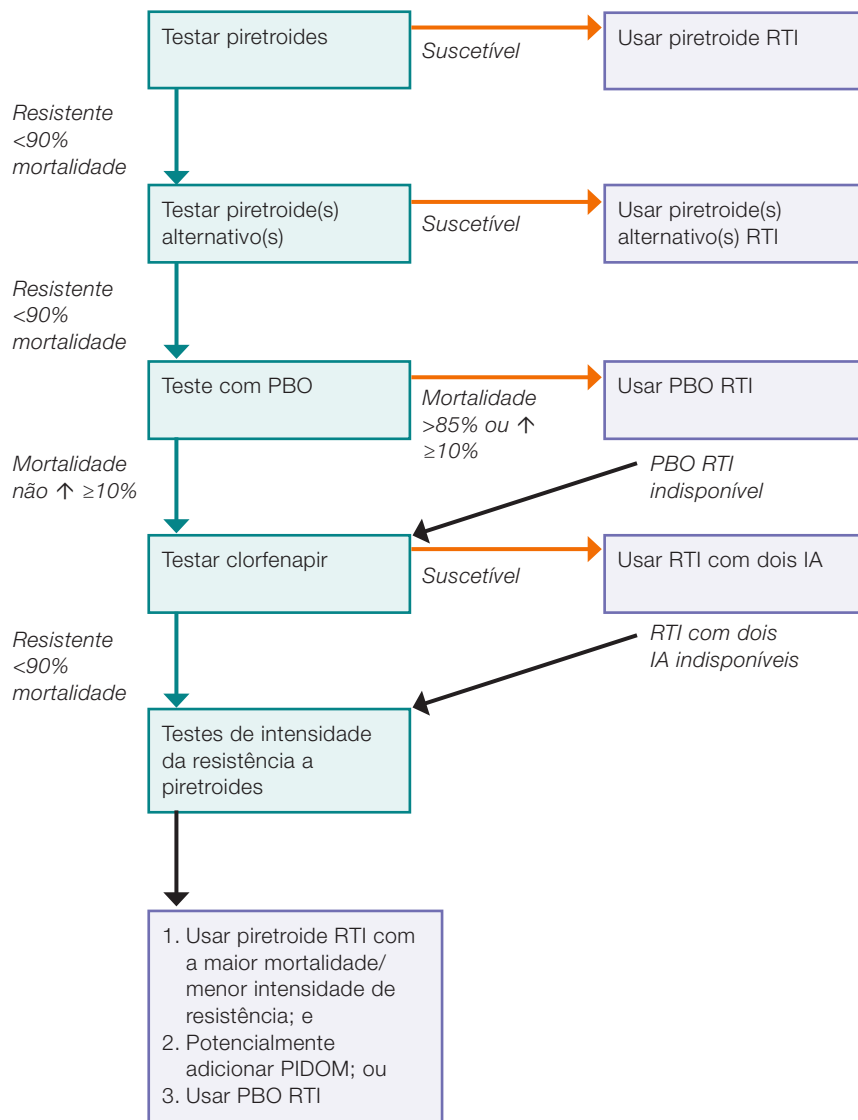 Testar piretroides
Suscetível
Usar piretroide RTI
Resistente
<90%
mortalidade
Testar piretroide(s)
alternativo(s)
Suscetível
Usar piretroide(s)
alternativo(s) RTI
Resistente
<90%
mortalidade
Teste com PBO
Mortalidade
>85% ou ↑
≥10%
Usar PBO RTI
Mortalidade
não ↑ ≥10%
PBO RTI
indisponível
Testar clorfenapir
Suscetível
Usar RTI com dois IA
Resistente
<90%
mortalidade
RTI com dois
IA indisponíveis
Testes de intensidade
da resistência a
piretroides
1. Usar piretroide RTI com
a maior mortalidade/
menor intensidade de
resistência; e
2. Potencialmente
adicionar PIDOM; ou
3. Usar PBO RTI